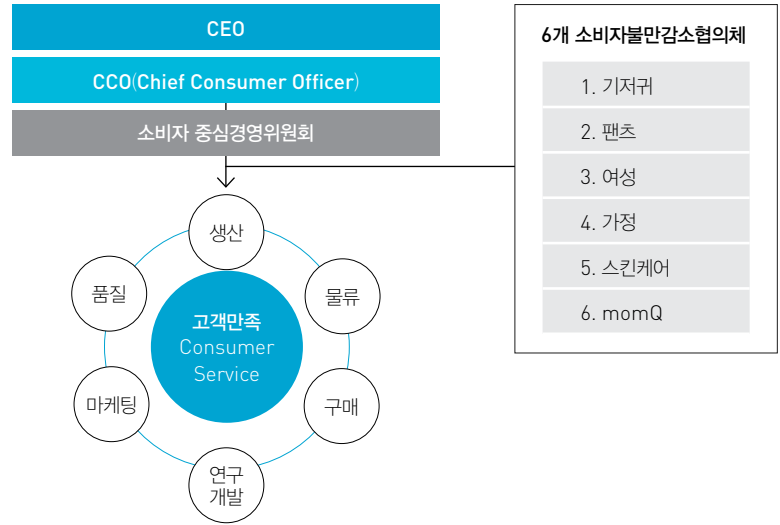 CEO
CCO(Chief Consumer Officer)
소비자 중심경영위원회
6개 소비자불만감소협의체
1. 기저귀
2. 팬츠
3. 여성
4. 가정
5. 스킨케어
6. momQ
생산
물류
구매
연구
개발
마케팅
품질
고객만족
Consumer
Service